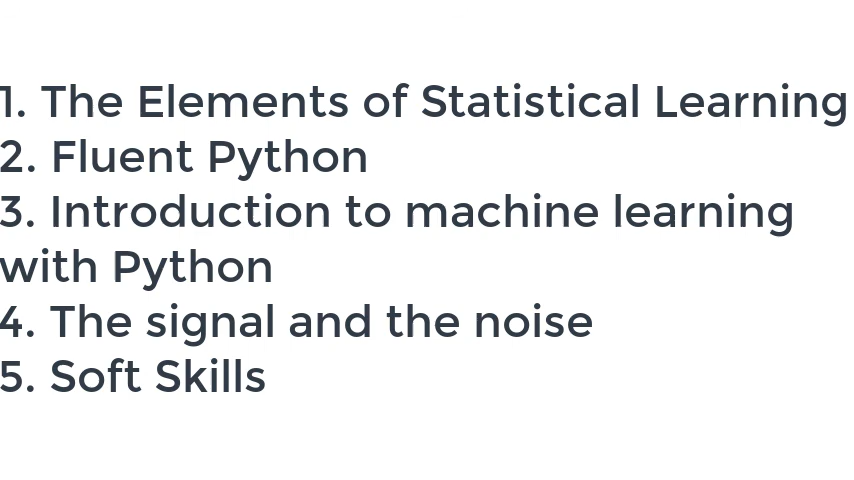 1. The Elements of Statistical Learning
2. Fluent Python
3. Introduction to machine learning
with Python
4. The signal and the noise
5. Soft Skills